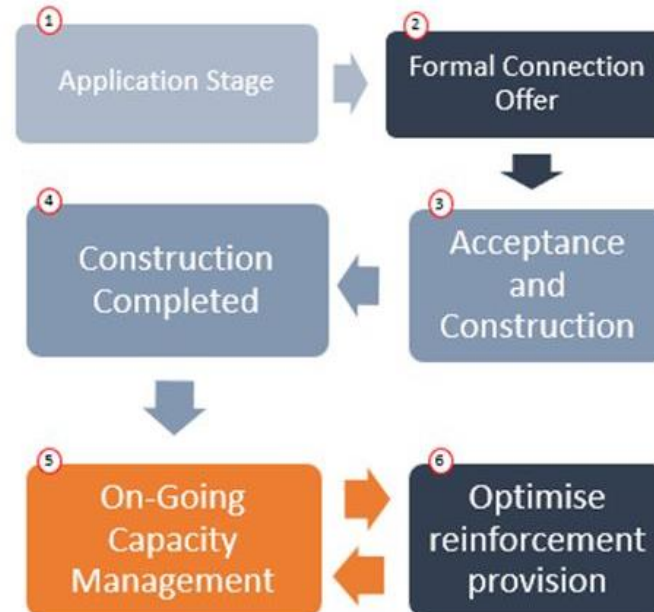 1
Application Stage
2
Formal Connection
Offer
3
Acceptance
and
Construction
4
Construction
Completed
5
On-Going
Capacity
Management
6
Optimise
reinforcement
provision